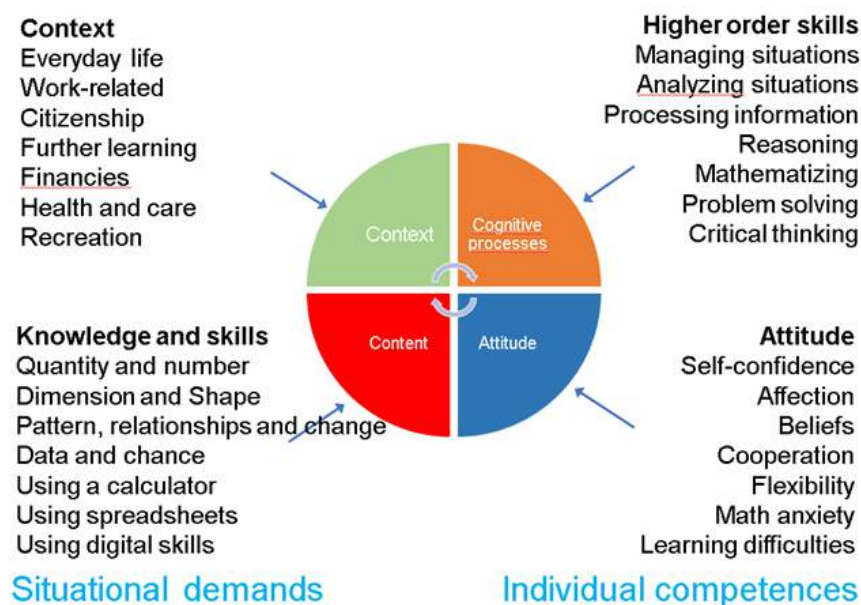 Context
Everyday life
Work-related
Citizenship
Further learning
Financies
Health and care
Recreation
Higher order skills
Managing situations
Analyzing situations
Processing information
Reasoning
Mathematizing
Problem solving
Critical thinking
Context
Cognitive
processes
Content
Attitude
Knowledge and skills
Quantity and number
Dimension and Shape
Pattern, relationships and change
Data and chance
Using a calculator
Using spreadsheets
Using digital skills
Attitude
Self-confidence
Affection
Beliefs
Cooperation
Flexibility
Math anxiety
Learning difficulties
Situational demands
Individual competences